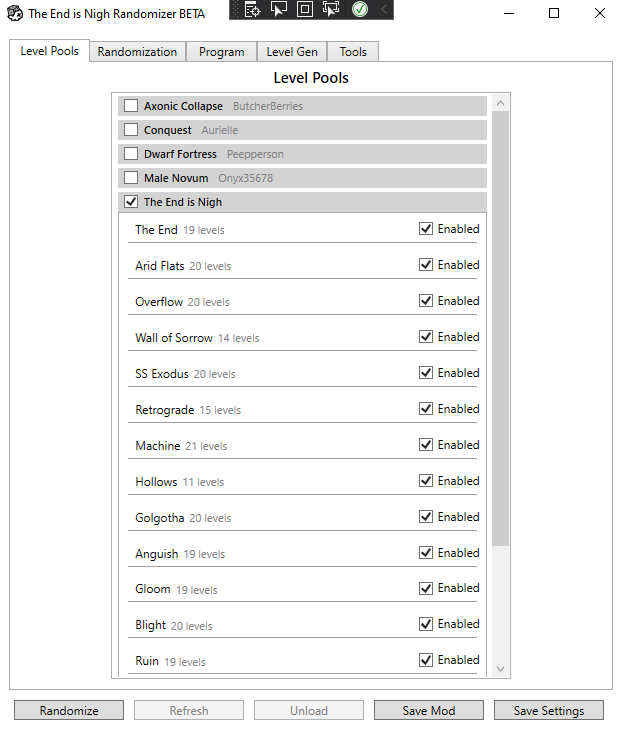 The End is Nigh Randomizer BETA
Level Pools Randomization Program Level Gen Tools
Level Pools
Axonic Collapse ButcherBerries
Conquest Aurielle
Dwarf Fortress Peepperson
Male Novum Onyx35678
The End is Nigh
The End 19 levels Enabled
Arid Flats 20 levels Enabled
Overflow 20 levels Enabled
Wall of Sorrow 14 levels Enabled
SS Exodus 20 levels Enabled
Retrograde 15 levels Enabled
Machine 21 levels Enabled
Hollows 11 levels Enabled
Golgotha 20 levels Enabled
Anguish 19 levels Enabled
Gloom 19 levels Enabled
Blight 20 levels Enabled
Ruin 19 levels Enabled
Randomize Refresh Unload Save Mod Save Settings